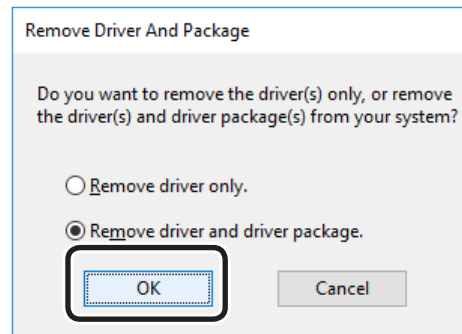 Remove Driver And Package
Do you want to remove the driver(s) only, or remove
the driver(s) and driver package(s) from your system?
Remove driver only.
Remove driver and driver package.
OK
Cancel